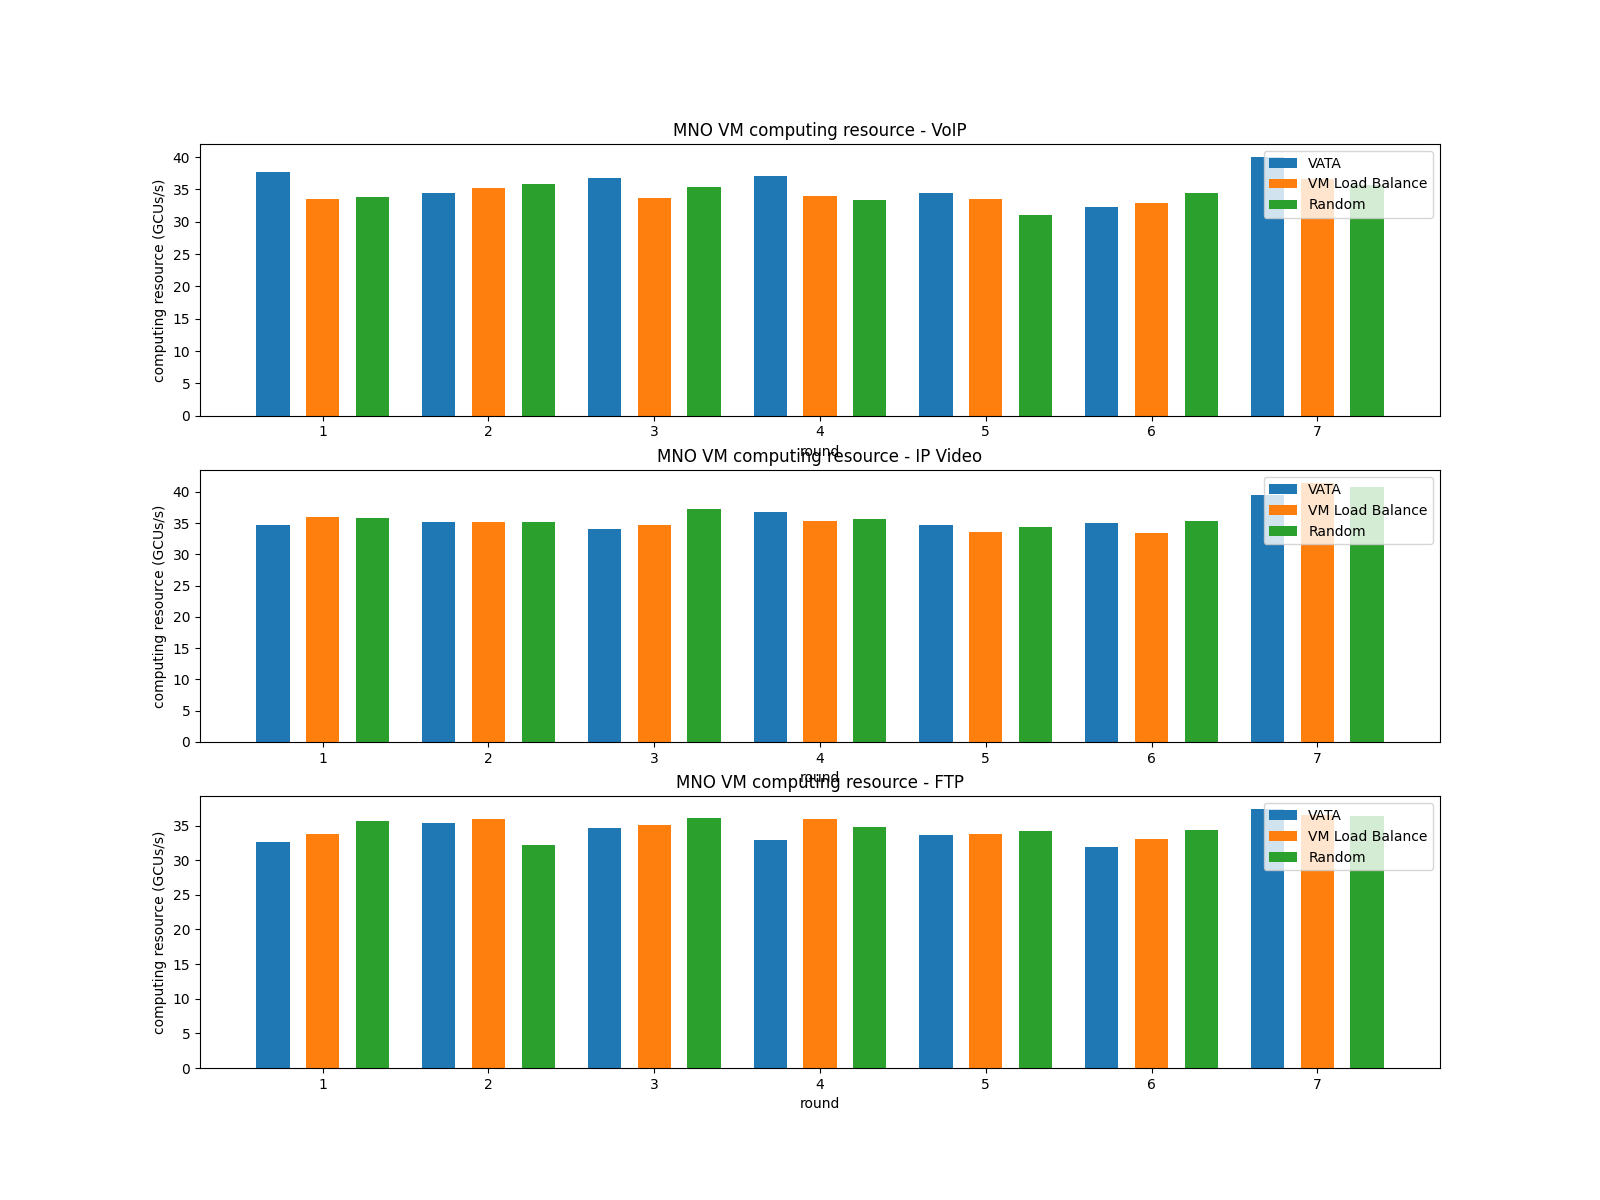 MNO VM computing resource - VoIP
computing resource (GCUs/s)
40
35
30
25
20
15
10
5
0
VATA
VM Load Balance
Random
1 2 3 4 5 6 7
round
MNO VM computing resource - IP Video
computing resource (GCUs/s)
40
35
30
25
20
15
10
5
0
VATA
VM Load Balance
Random
1 2 3 4 5 6 7
round
MNO VM computing resource - FTP
computing resource (GCUs/s)
35
30
25
20
15
10
5
0
VATA
VM Load Balance
Random
1 2 3 4 5 6 7
round